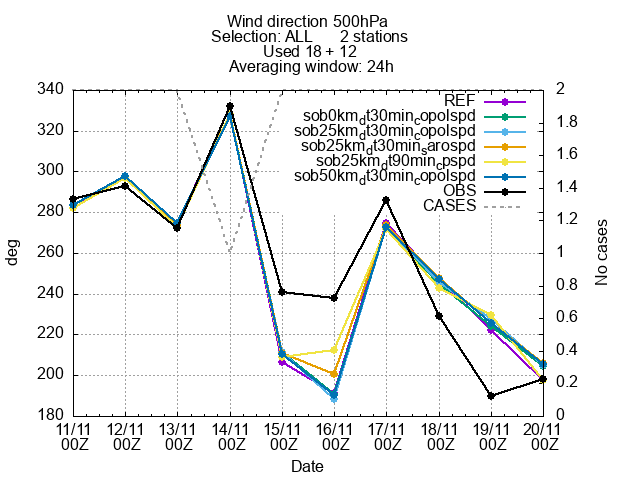 Wind direction 500hPa
Selection: ALL 2 stations
Used 18 + 12
Averaging window: 24h
340 2
REF
sob0km_dt30min_copolspd
320 1.8
sob25km_dt30min_copolspd
sob25km_dt30min_sarospd
1.6
sob25km_dt90min_cpspd
300
sob50km_dt30min_copolspd
1.4
OBS
CASES
280 1.2
deg
260 1
No cases
240 0.8
0.6
220
0.4
200
0.2
180 0
11/11 12/11 13/11 14/11 15/11 16/11 17/11 18/11 19/11 20/11
00Z 00Z 00Z 00Z 00Z 00Z 00Z 00Z 00Z 00Z
Date